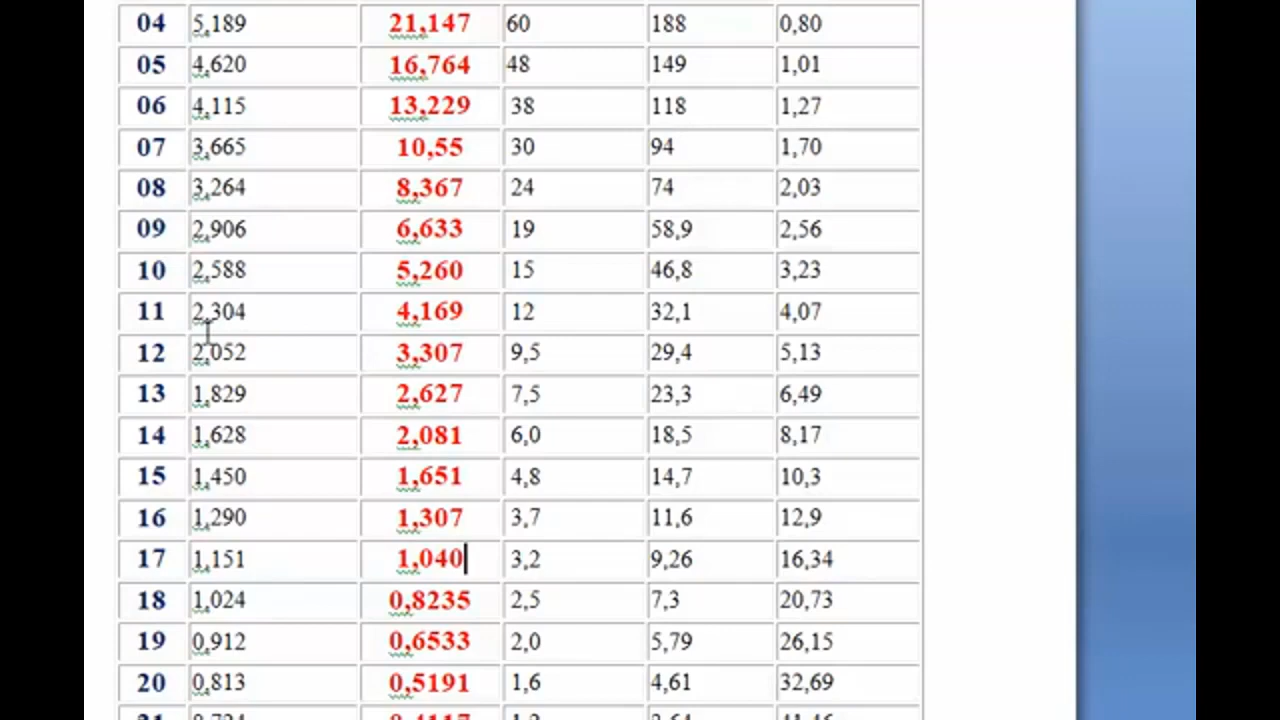 04 5,189 21,147 60 188 0,80
05 4,620 16,764 48 149 1,01
06 4,115 13,229 38 118 1,27
07 3,665 10,55 30 94 1,70
08 3,264 8,367 24 74 2,03
09 2,906 6,633 19 58,9 2,56
10 2,588 5,260 15 46,8 3,23
11 2,304 4,169 12 32,1 4,07
12 2,052 3,307 9,5 29,4 5,13
13 1,829 2,627 7,5 23,3 6,49
14 1,628 2,081 6,0 18,5 8,17
15 1,450 1,651 4,8 14,7 10,3
16 1,290 1,307 3,7 11,6 12,9
17 1,151 1,040 3,2 9,26 16,34
18 1,024 0,8235 2,5 7,3 20,73
19 0,912 0,6533 2,0 5,79 26,15
20 0,813 0,5191 1,6 4,61 32,69